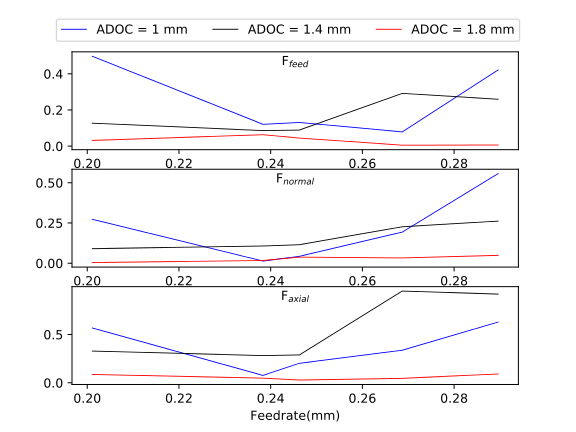 ADOC = 1 mm ADOC = 1.4 mm ADOC = 1.8 mm
F_feed
0.4
0.2
0.0
0.20 0.22 0.24 0.26 0.28
F_normal
0.50
0.25
0.00
0.20 0.22 0.24 0.26 0.28
F_axial
0.5
0.0
0.20 0.22 0.24 0.26 0.28
Feedrate(mm)